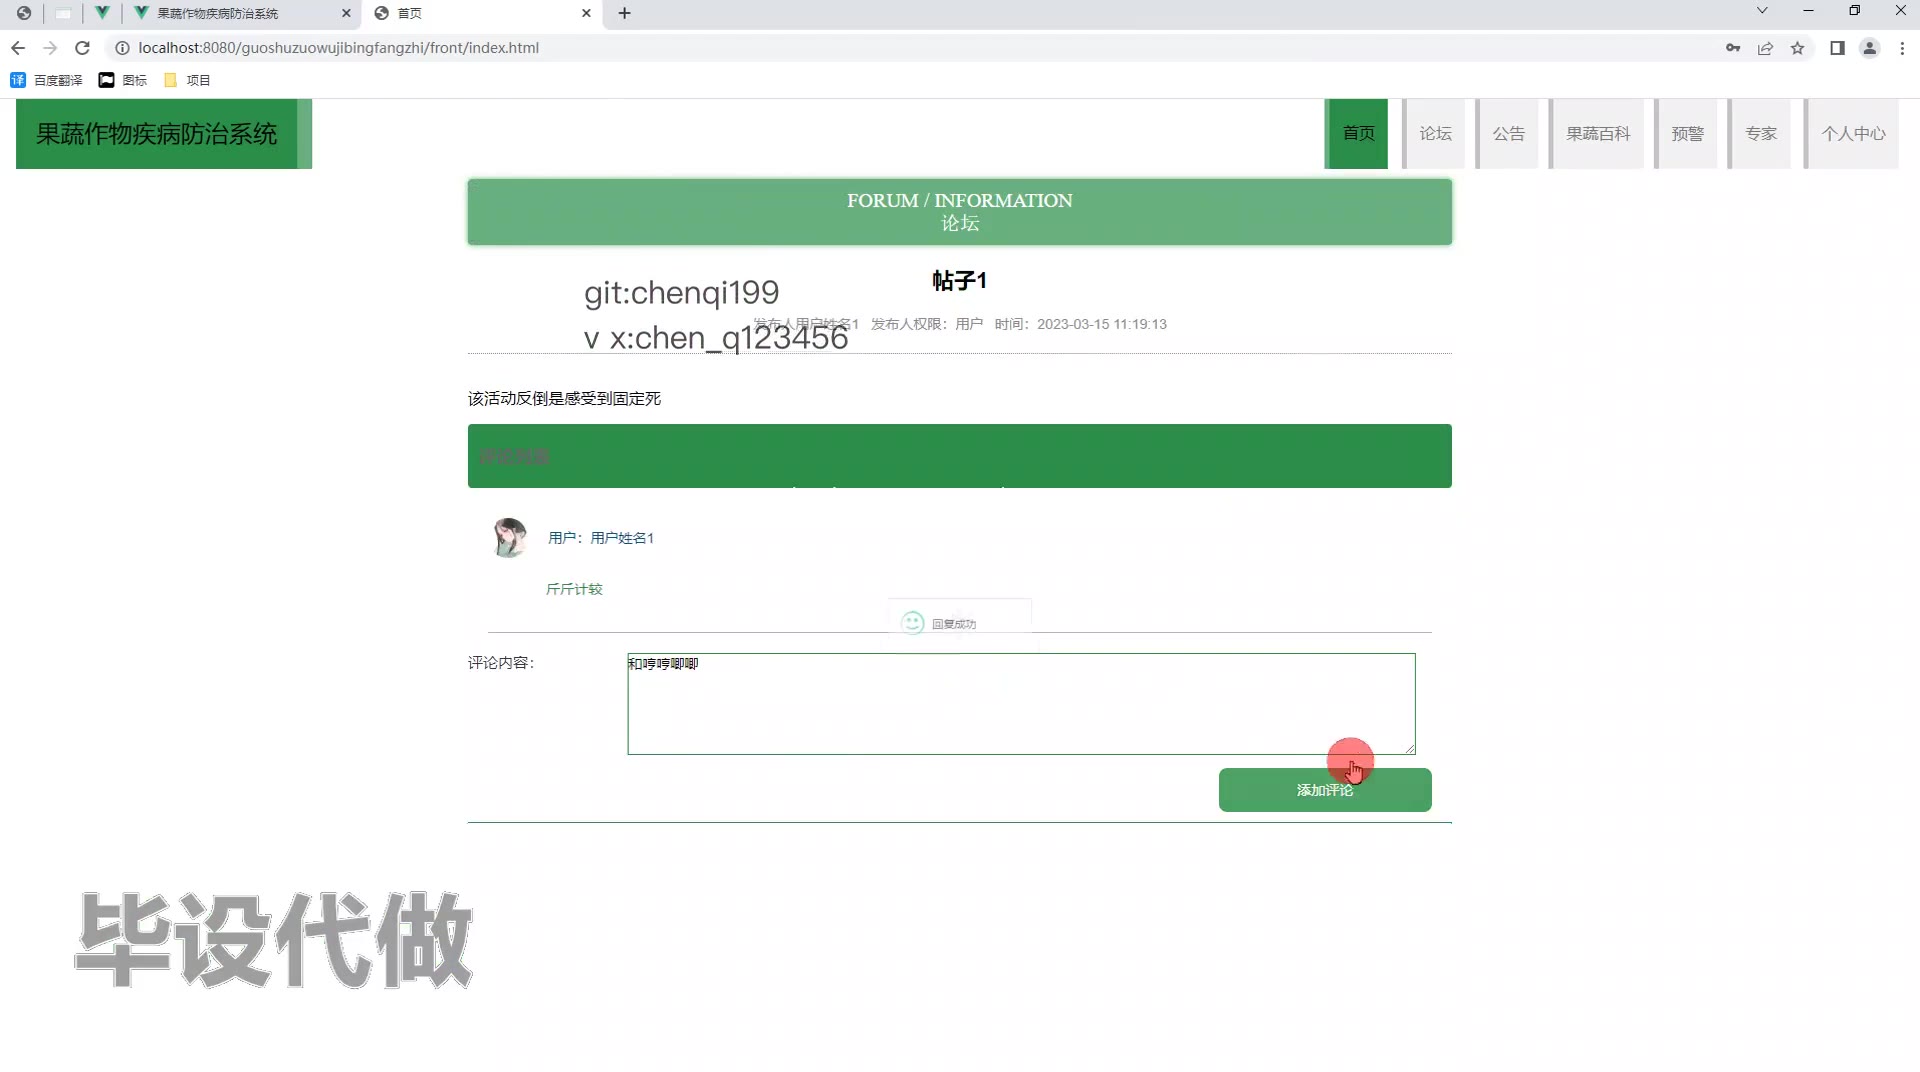 果蔬作物疾病防治系统
首页
localhost:8080/guoshuzuowujibingfangzhi/front/index.html
百度翻译
图标
项目
果蔬作物疾病防治系统
首页
论坛
公告
果蔬百科
预警
专家
个人中心
FORUM / INFORMATION
论坛
帖子1
git:chenqi199
发布人用户姓名1 发布人权限：用户 时间：2023-03-15 11:19:13
v x:chen_q123456
该活动反倒是感受到固定死
用户：用户姓名1
斤斤计较
回复成功
评论内容：
和哼哼唧唧
添加评论
毕设代做